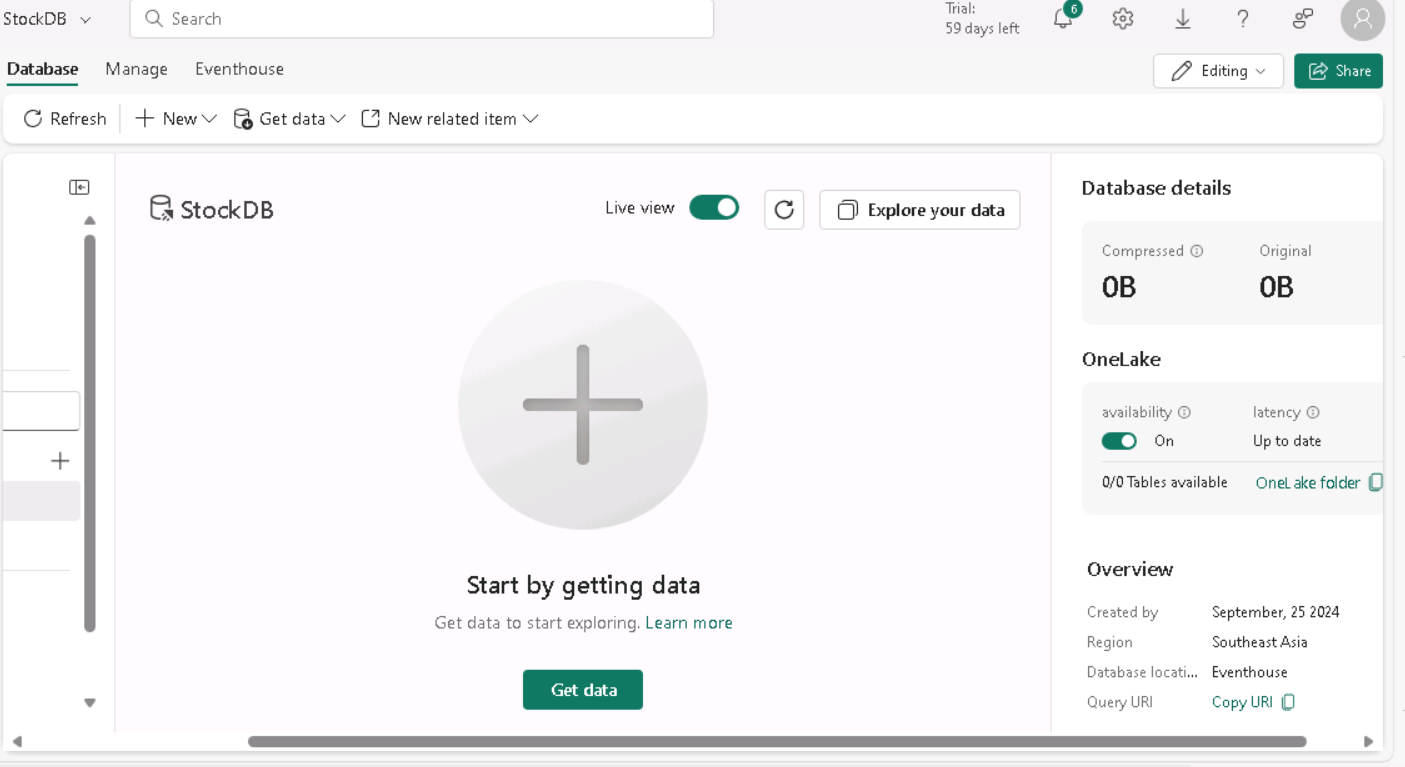 StockDB
Search
Trial:
59 days left
6
Database Manage Eventhouse
Editing
Share
Refresh
New
Get data
New related item
StockDB
Live view
Explore your data
Start by getting data
Get data to start exploring. Learn more
Get data
Database details
Compressed Original
0B 0B
OneLake
availability latency
On Up to date
0/0 Tables available OneLake folder
Overview
Created by September, 25 2024
Region Southeast Asia
Database locati... Eventhouse
Query URI Copy URI